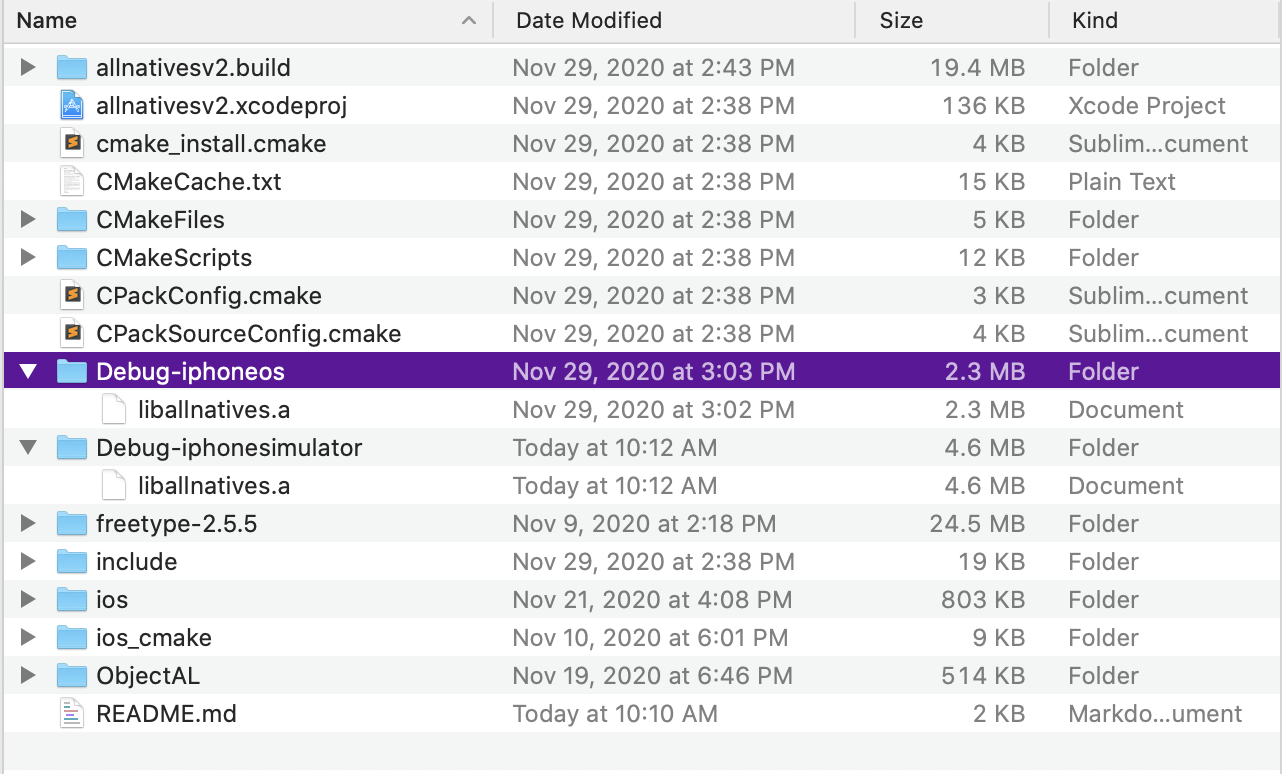 Name Date Modified Size Kind
allnativesv2.build Nov 29, 2020 at 2:43 PM 19.4 MB Folder
allnativesv2.xcodeproj Nov 29, 2020 at 2:38 PM 136 KB Xcode Project
cmake_install.cmake Nov 29, 2020 at 2:38 PM 4 KB Sublim...cument
CMakeCache.txt Nov 29, 2020 at 2:38 PM 15 KB Plain Text
CMakeFiles Nov 29, 2020 at 2:38 PM 5 KB Folder
CMakeScripts Nov 29, 2020 at 2:38 PM 12 KB Folder
CPackConfig.cmake Nov 29, 2020 at 2:38 PM 3 KB Sublim...cument
CPackSourceConfig.cmake Nov 29, 2020 at 2:38 PM 4 KB Sublim...cument
Debug-iphoneos Nov 29, 2020 at 3:03 PM 2.3 MB Folder
liballnatives.a Nov 29, 2020 at 3:02 PM 2.3 MB Document
Debug-iphonesimulator Today at 10:12 AM 4.6 MB Folder
liballnatives.a Today at 10:12 AM 4.6 MB Document
freetype-2.5.5 Nov 9, 2020 at 2:18 PM 24.5 MB Folder
include Nov 29, 2020 at 2:38 PM 19 KB Folder
ios Nov 21, 2020 at 4:08 PM 803 KB Folder
ios_cmake Nov 10, 2020 at 6:01 PM 9 KB Folder
ObjectAL Nov 19, 2020 at 6:46 PM 514 KB Folder
README.md Today at 10:10 AM 2 KB Markdo...ument